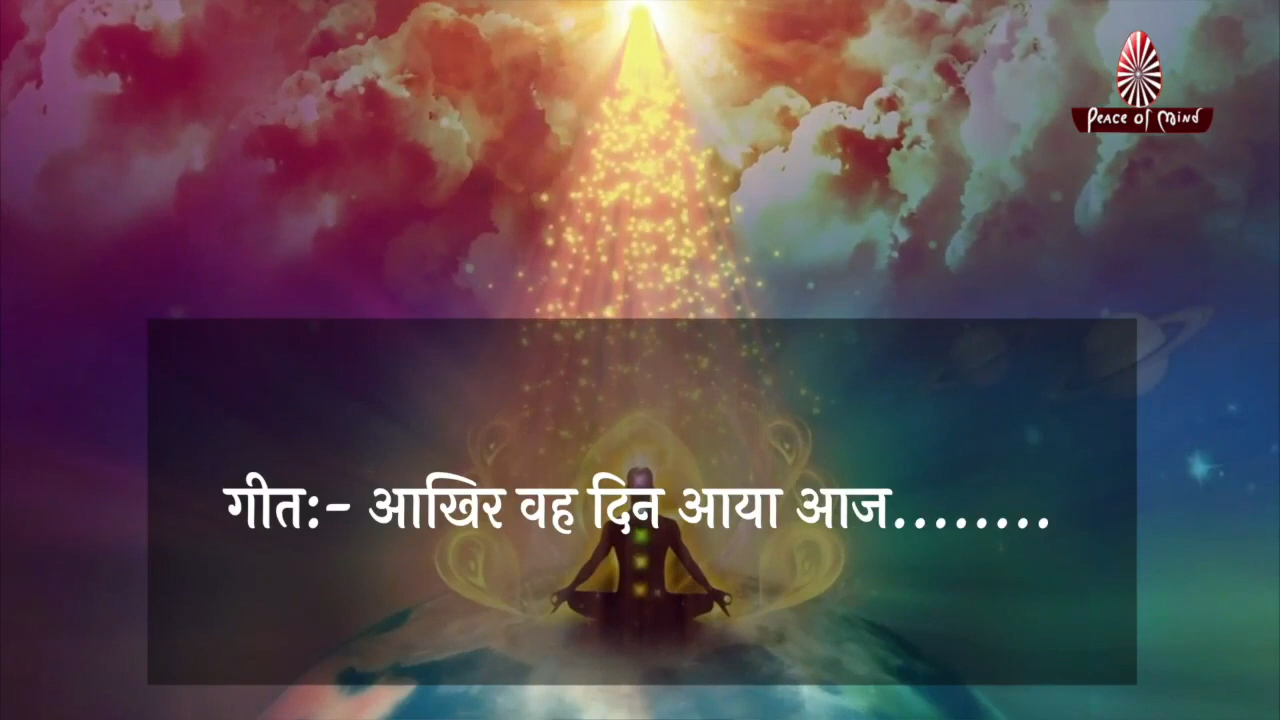 Peace of Mind
गीत:- आखिर वह दिन आया आज........